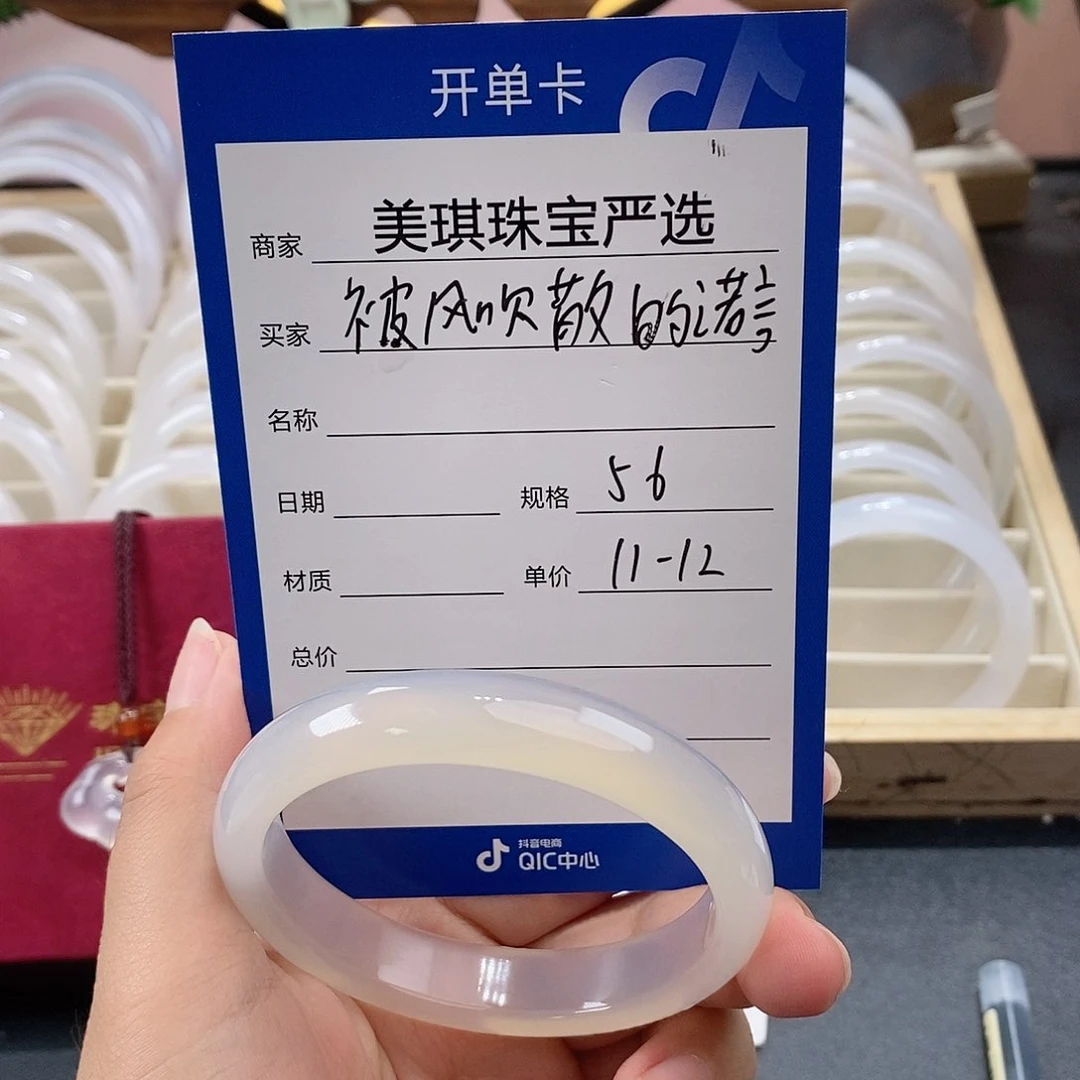 开单卡
商家 美琪珠宝严选
买家 被风吹散的诺言
名称
日期 规格 56
材质 单价 11-12
总价
抖音电商
QIC中心